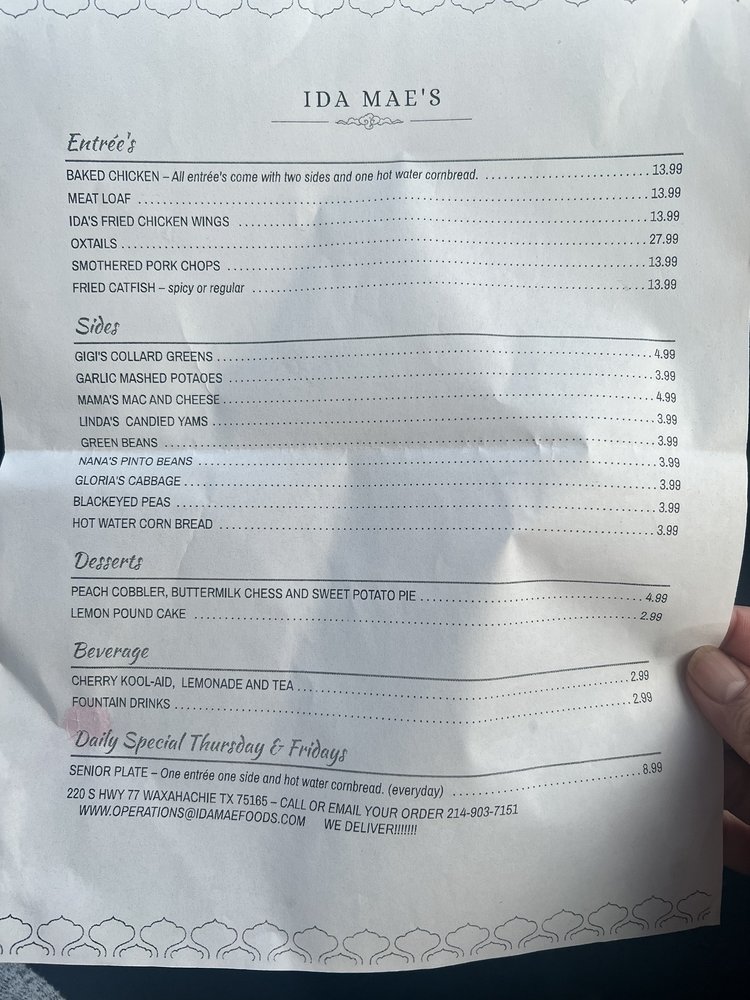 IDA MAE'S
Entrée's
BAKED CHICKEN – All entrée's come with two sides and one hot water cornbread. 13.99
MEAT LOAF 13.99
IDA'S FRIED CHICKEN WINGS 13.99
OXTAILS 27.99
SMOTHERED PORK CHOPS 13.99
FRIED CATFISH – spicy or regular 13.99
Sides
GIGI'S COLLARD GREENS 4.99
GARLIC MASHED POTAOES 3.99
MAMA'S MAC AND CHEESE 4.99
LINDA'S CANDIED YAMS 3.99
GREEN BEANS 3.99
NANA'S PINTO BEANS 3.99
GLORIA'S CABBAGE 3.99
BLACKEYED PEAS 3.99
HOT WATER CORN BREAD 3.99
Desserts
PEACH COBBLER, BUTTERMILK CHESS AND SWEET POTATO PIE 4.99
LEMON POUND CAKE 2.99
Beverage
CHERRY KOOL-AID, LEMONADE AND TEA 2.99
FOUNTAIN DRINKS 2.99
Daily Special Thursday & Fridays
SENIOR PLATE – One entrée one side and hot water cornbread. (everyday) 8.99
220 S HWY 77 WAXAHACHIE TX 75165 – CALL OR EMAIL YOUR ORDER 214-903-7151
WWW.OPERATIONS@IDAMAEFOODS.COM WE DELIVER!!!!!!!